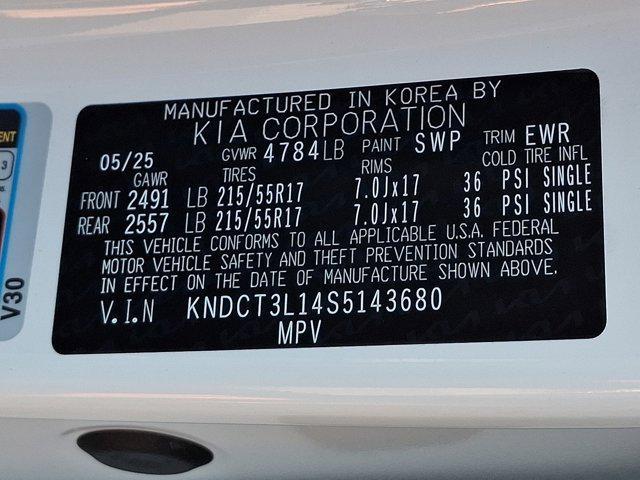 MANUFACTURED IN KOREA BY
KIA CORPORATION
05/25 GVWR 4784LB PAINT SWP TRIM EWR
GAWR TIRES RIMS COLD TIRE INFL
FRONT 2491 LB 215/55R17 7.0Jx17 36 PSI SINGLE
REAR 2557 LB 215/55R17 7.0Jx17 36 PSI SINGLE
THIS VEHICLE CONFORMS TO ALL APPLICABLE U.S.A. FEDERAL
MOTOR VEHICLE SAFETY AND THEFT PREVENTION STANDARDS
IN EFFECT ON THE DATE OF MANUFACTURE SHOWN ABOVE.
V.I.N KNDCT3L14S5143680
MPV
V30
3